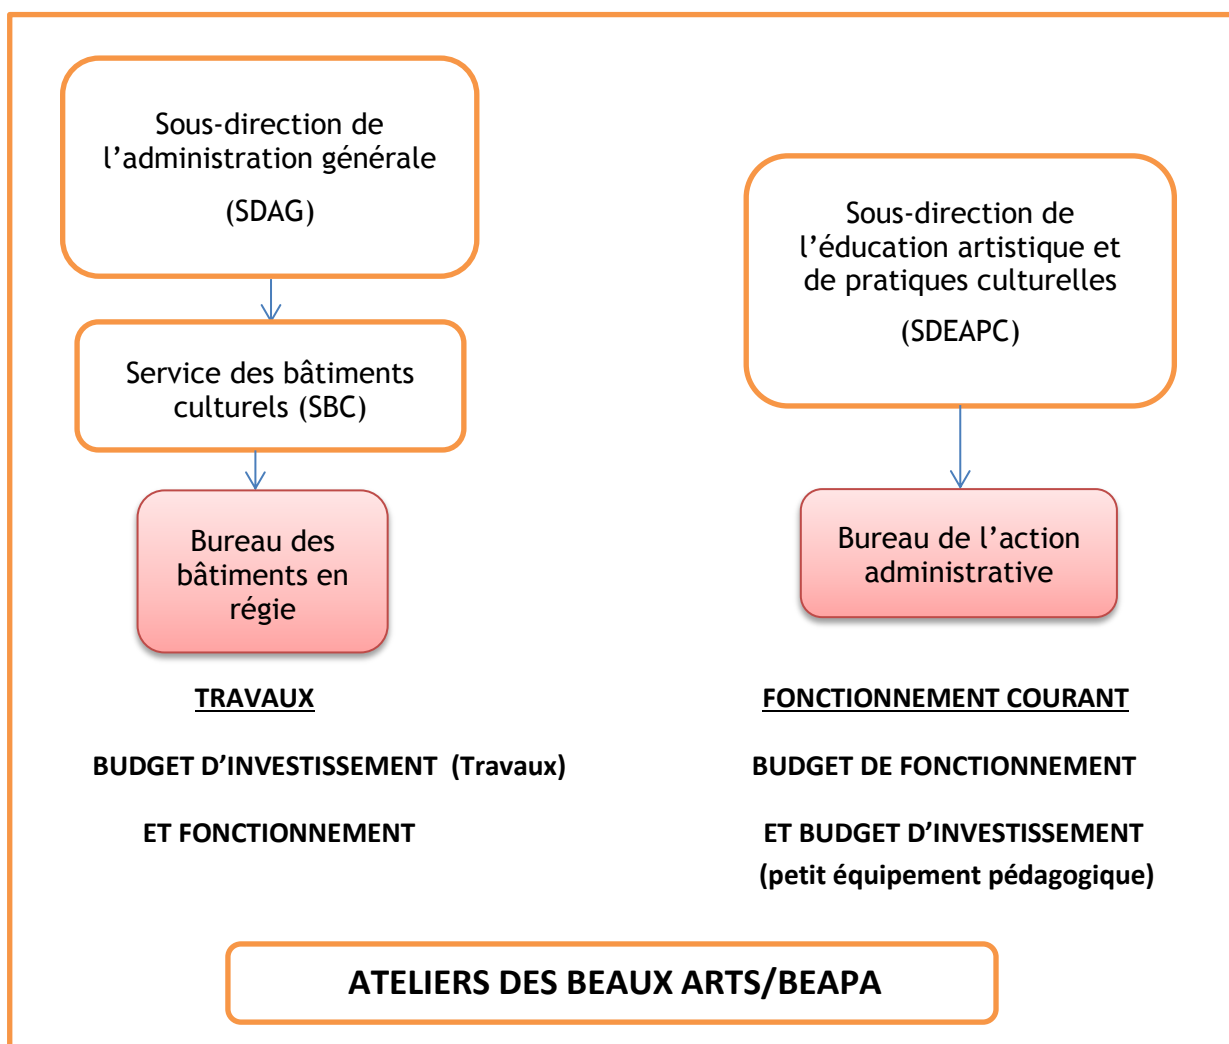 Sous-direction de
l’administration générale
(SDAG)
Service des bâtiments
culturels (SBC)
Bureau des
bâtiments en
régie
TRAVAUX
BUDGET D’INVESTISSEMENT (Travaux)
ET FONCTIONNEMENT
Sous-direction de
l’éducation artistique et
de pratiques culturelles
(SDEAPC)
Bureau de l’action
administrative
FONCTIONNEMENT COURANT
BUDGET DE FONCTIONNEMENT
ET BUDGET D’INVESTISSEMENT
(petit équipement pédagogique)
ATELIERS DES BEAUX ARTS/BEAPA